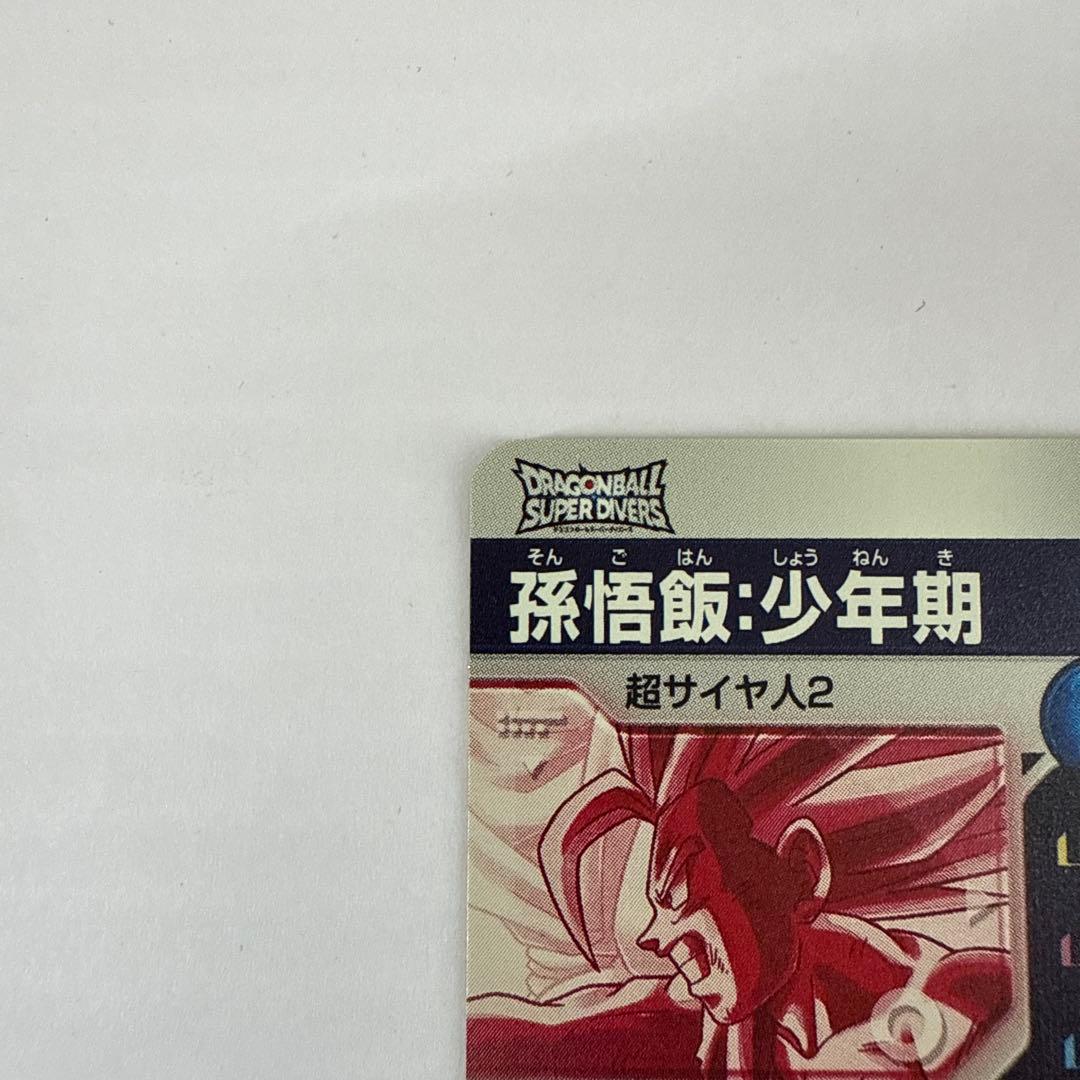 DRAGONBALL
SUPER DIVERS
そん ご はん しょう ねん き
孫悟飯:少年期
超サイヤ人2